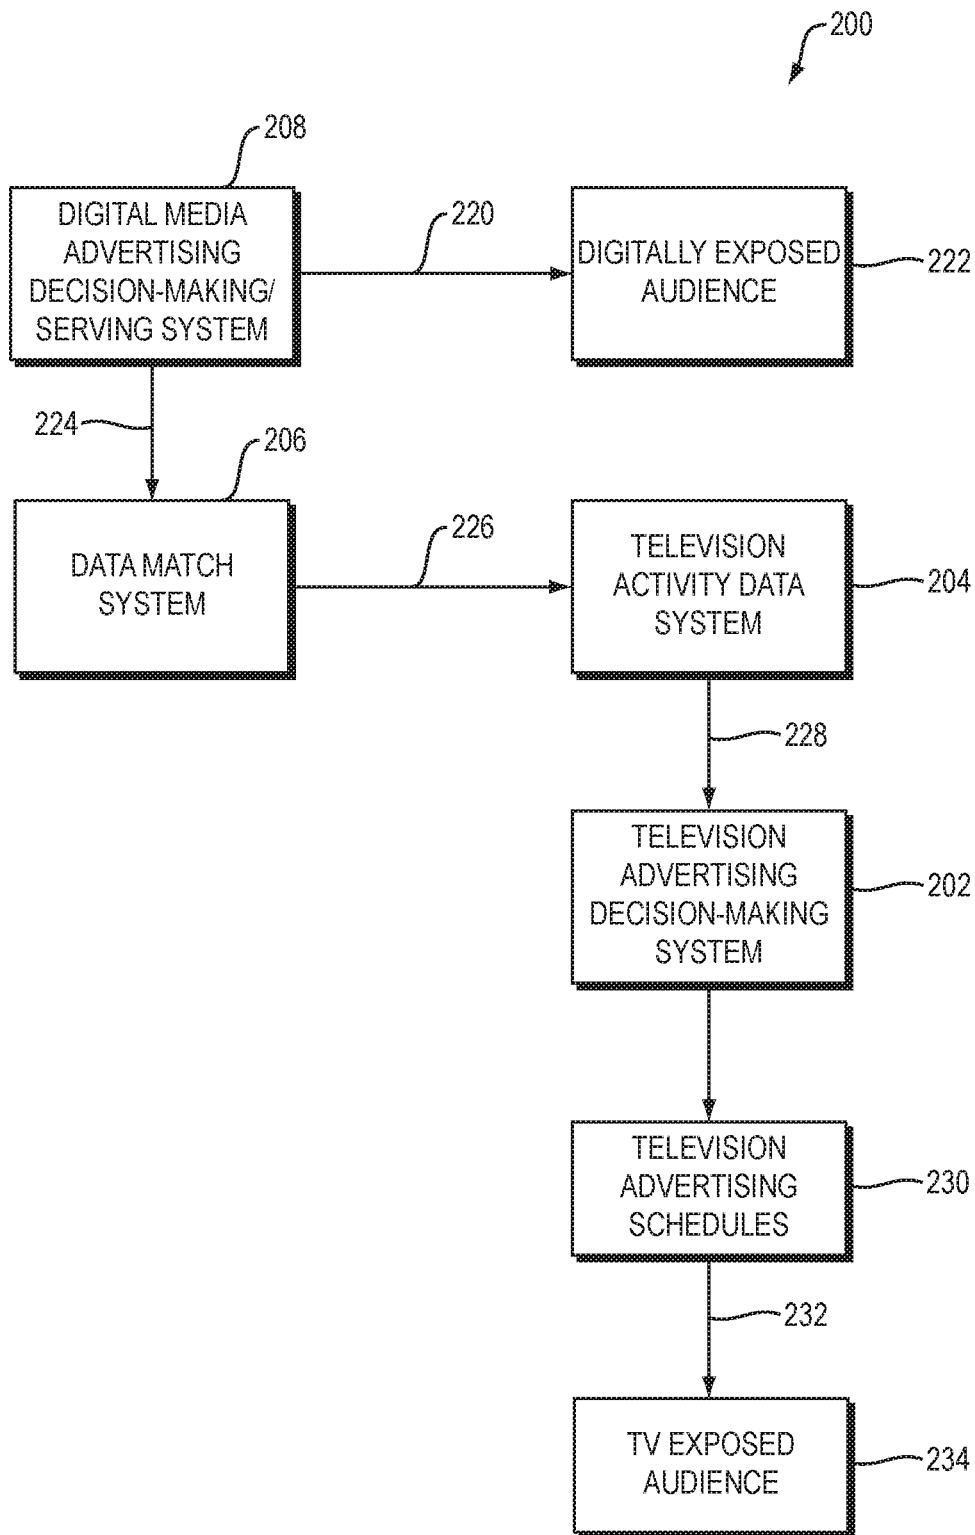 200
208
DIGITAL MEDIA
ADVERTISING
DECISION-MAKING/
SERVING SYSTEM
220
DIGITALLY EXPOSED
AUDIENCE
222
224
206
DATA MATCH
SYSTEM
226
TELEVISION
ACTIVITY DATA
SYSTEM
204
228
TELEVISION
ADVERTISING
DECISION-MAKING
SYSTEM
202
TELEVISION
ADVERTISING
SCHEDULES
230
232
TV EXPOSED
AUDIENCE
234